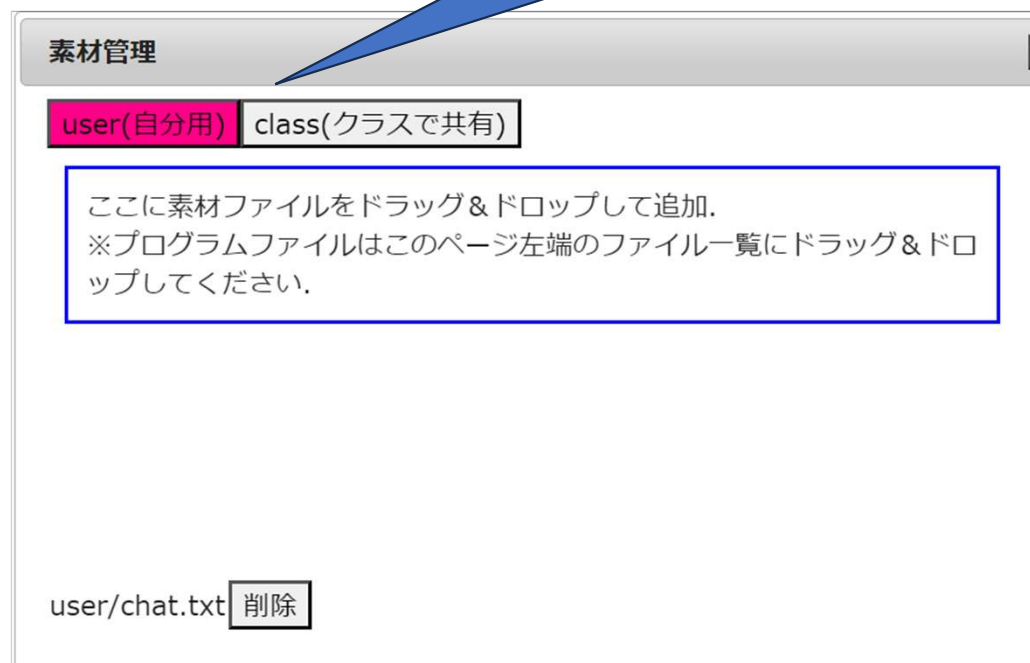 素材管理
user(自分用) class(クラスで共有)
ここに素材ファイルをドラッグ&ドロップして追加.
※プログラムファイルはこのページ左端のファイル一覧にドラッグ&ドロ
ップしてください.
user/chat.txt 削除